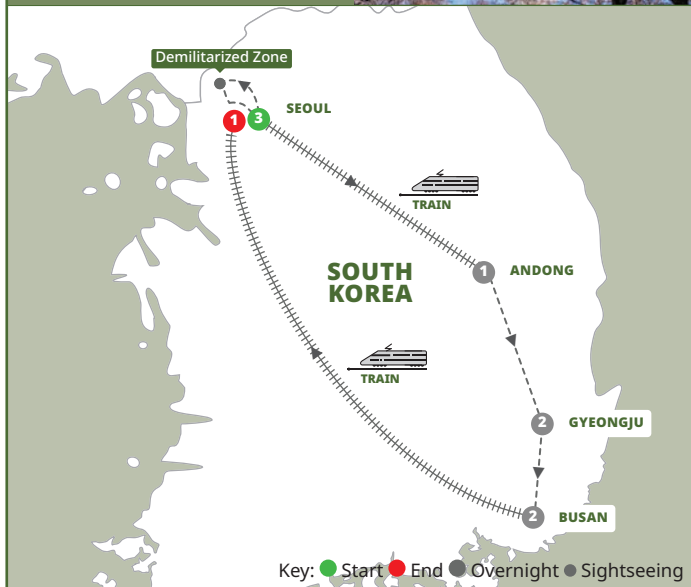 Demilitarized Zone
1
3
SEOUL
TRAIN
1
ANDONG
SOUTH
KOREA
TRAIN
2
GYEONGJU
2
BUSAN
Key: Start End Overnight Sightseeing